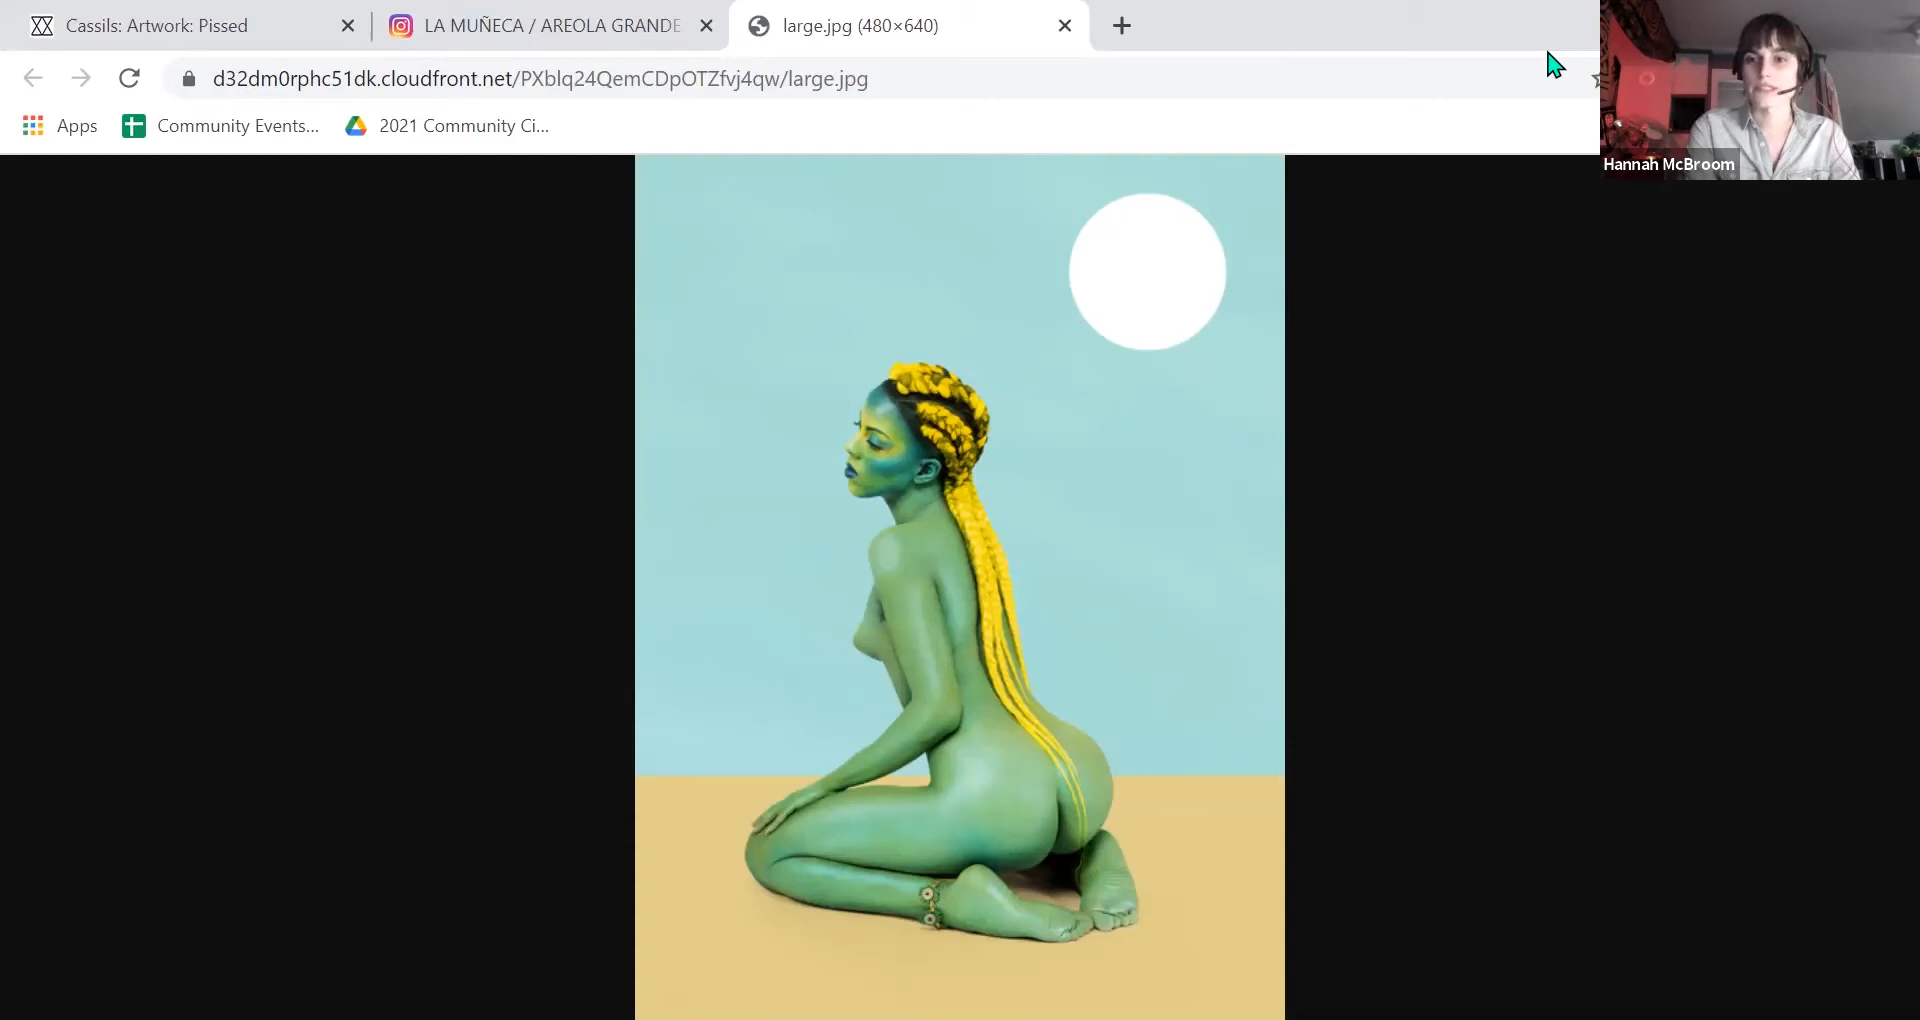 Cassils: Artwork: Pissed
LA MUÑECA / AREOLA GRANDE
large.jpg (480×640)
d32dm0rphc51dk.cloudfront.net/PXblq24QemCDpOTZfvj4qw/large.jpg
Apps
Community Events...
2021 Community Ci...
Hannah McBroom